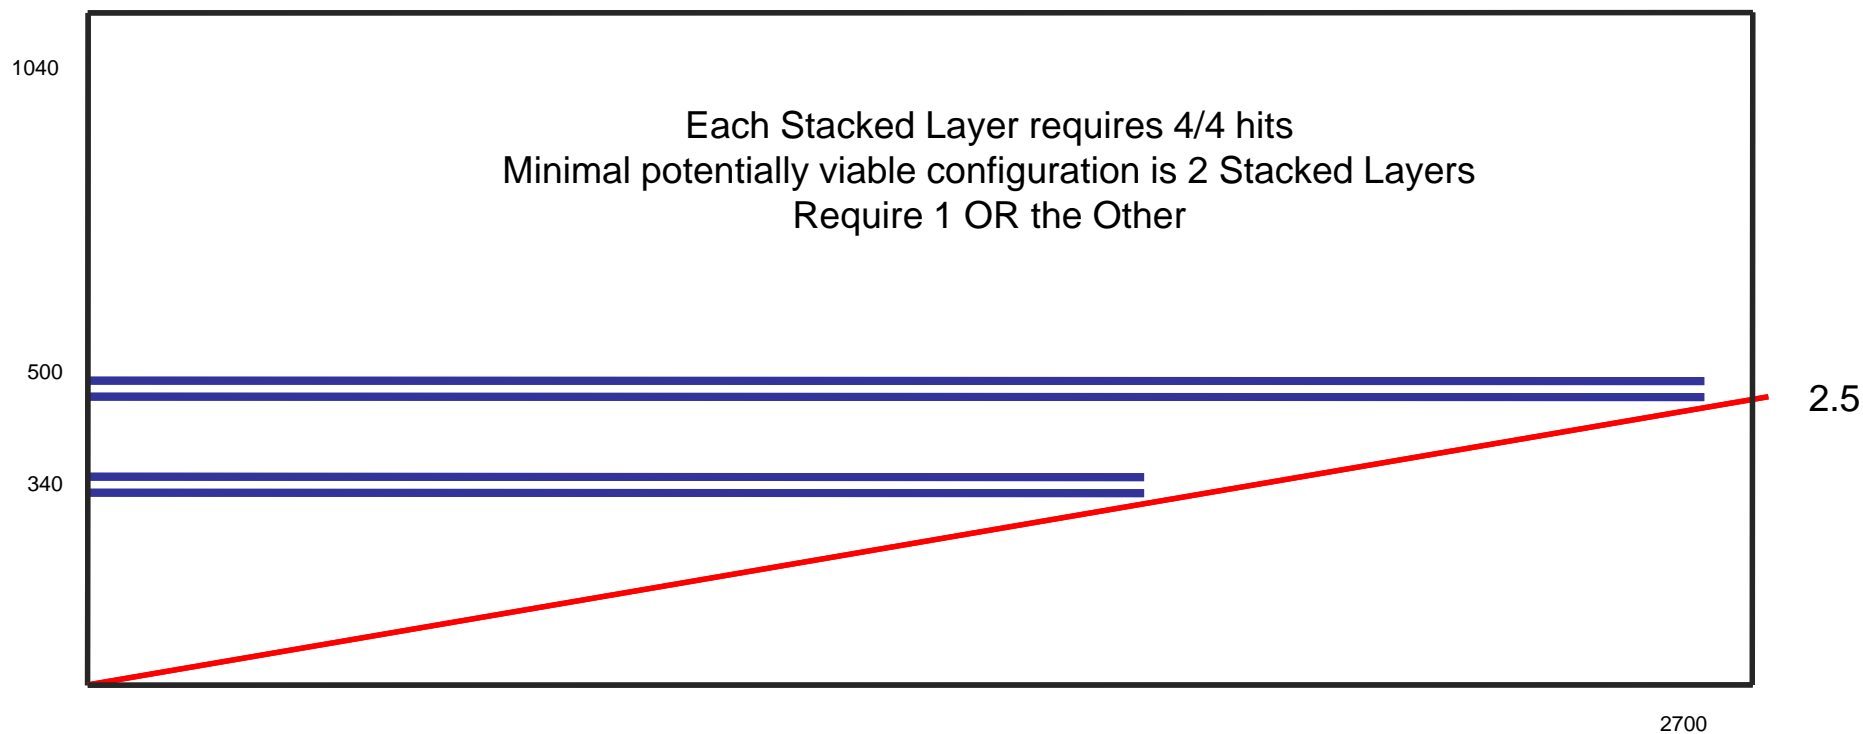 1040
Each Stacked Layer requires 4/4 hits
Minimal potentially viable configuration is 2 Stacked Layers
Require 1 OR the Other
500
2.5
340
2700